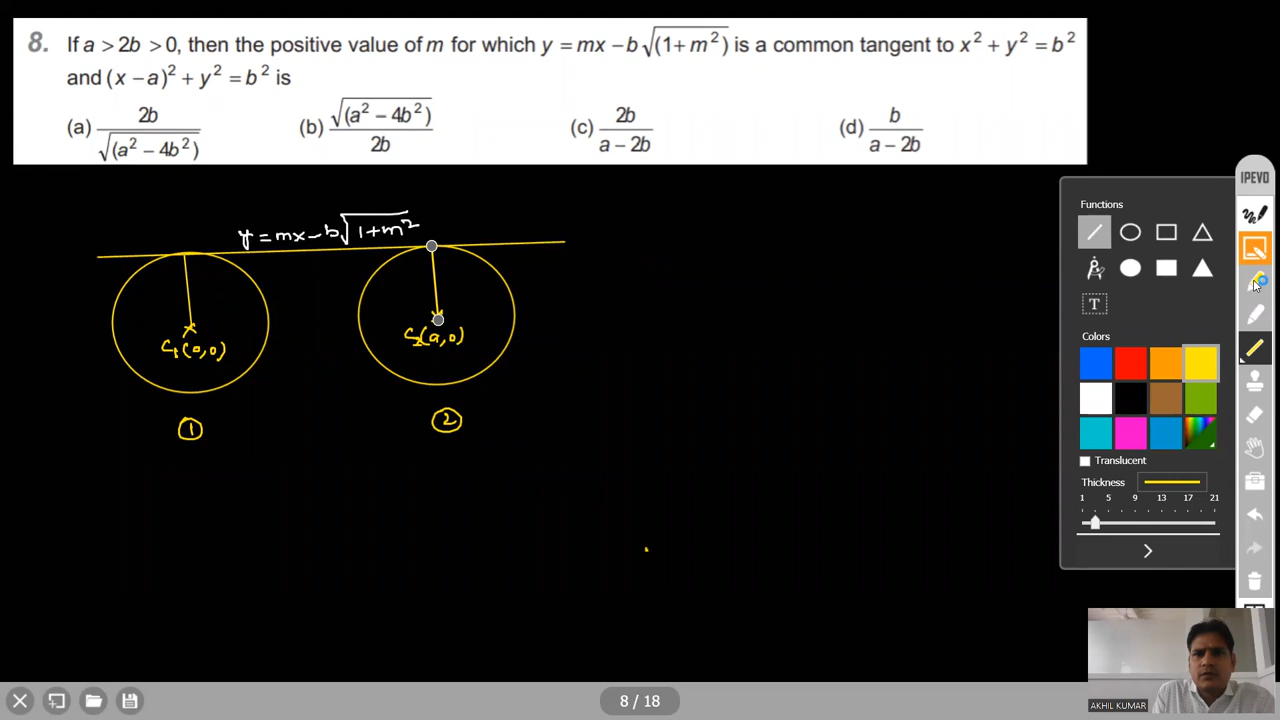 8. If a > 2b > 0, then the positive value of m for which y = mx − b√(1+m²) is a common tangent to x² + y² = b²
and (x − a)² + y² = b² is
(a) 2b/√(a² − 4b²) (b) √(a² − 4b²)/2b (c) 2b/(a − 2b) (d) b/(a − 2b)
y = mx − b√1+m²
C₁(0,0)
C₂(a,0)
①
②
IPEVO
Functions
T
Colors
Translucent
Thickness
1 5 9 13 17 21
8 / 18
AKHIL KUMAR